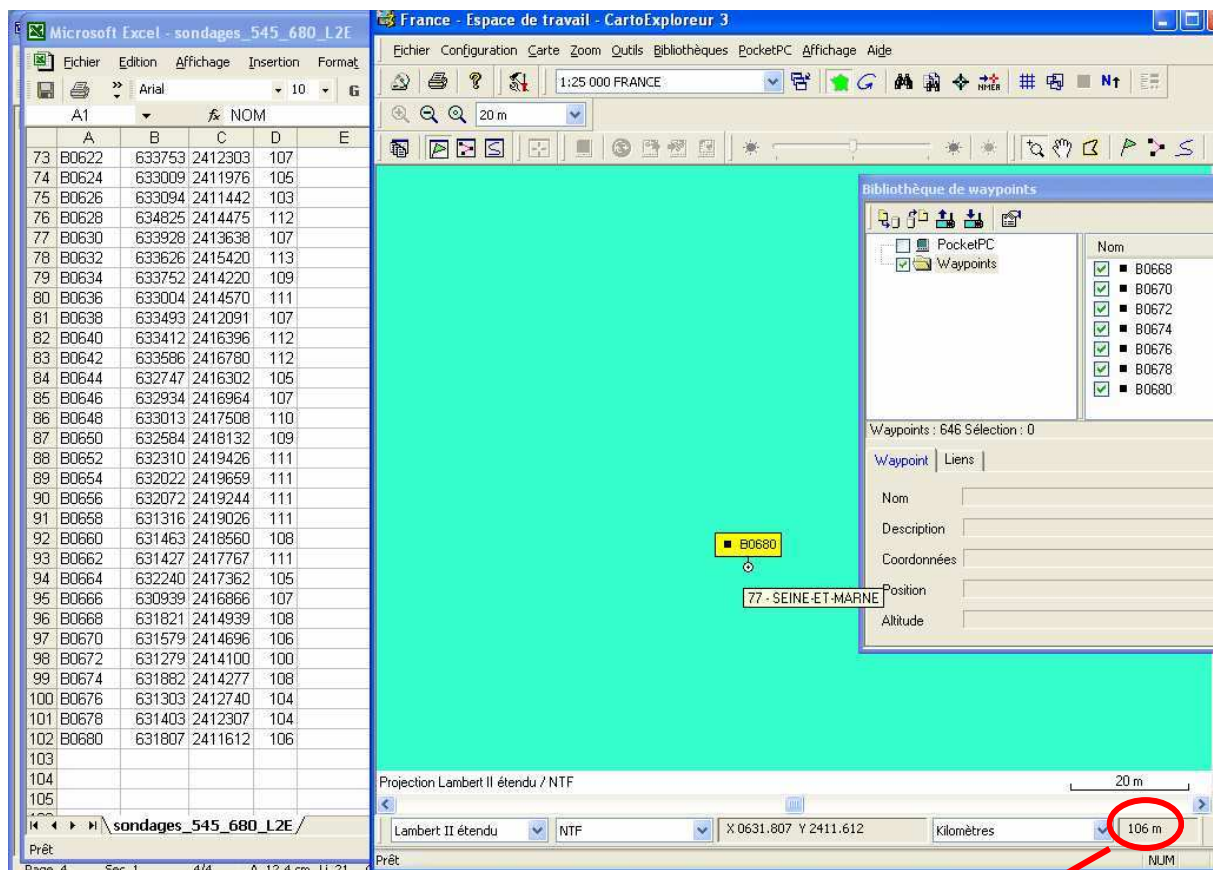 Microsoft Excel - sondages_545_680_L2E
Fichier Edition Affichage Insertion Format
Arial 10 G
A1 fx NOM
A B C D E
73 B0622 633753 2412303 107
74 B0624 633009 2411976 105
75 B0626 633094 2411442 103
76 B0628 634825 2414475 112
77 B0630 633928 2413638 107
78 B0632 633626 2415420 113
79 B0634 633752 2414220 109
80 B0636 633004 2414570 111
81 B0638 633493 2412091 107
82 B0640 633412 2416396 112
83 B0642 633586 2416780 112
84 B0644 632747 2416302 105
85 B0646 632934 2416964 107
86 B0648 633013 2417508 110
87 B0650 632584 2418132 109
88 B0652 632310 2419426 111
89 B0654 632022 2419659 111
90 B0656 632072 2419244 111
91 B0658 631316 2419026 111
92 B0660 631463 2418560 108
93 B0662 631427 2417767 111
94 B0664 632240 2417362 105
95 B0666 630939 2416866 107
96 B0668 631821 2414939 108
97 B0670 631579 2414696 106
98 B0672 631279 2414100 100
99 B0674 631882 2414277 108
100 B0676 631303 2412740 104
101 B0678 631403 2412307 104
102 B0680 631807 2411612 106
103
104
105
sondages_545_680_L2E
Prêt
France - Espace de travail - CartoExploreur 3
Fichier Configuration Carte Zoom Outils Bibliothèques PocketPC Affichage Aide
1:25 000 FRANCE
NMEA
N
20 m
Bibliothèque de waypoints
PocketPC
Waypoints
Nom
B0668
B0670
B0672
B0674
B0676
B0678
B0680
Waypoints : 646 Sélection : 0
Waypoint Liens
Nom
Description
Coordonnées
Position
Altitude
B0680
77 - SEINE-ET-MARNE
Projection Lambert II étendu / NTF
20 m
Lambert II étendu NTF X 0631.807 Y 2411.612 Kilomètres 106 m
Prêt NUM